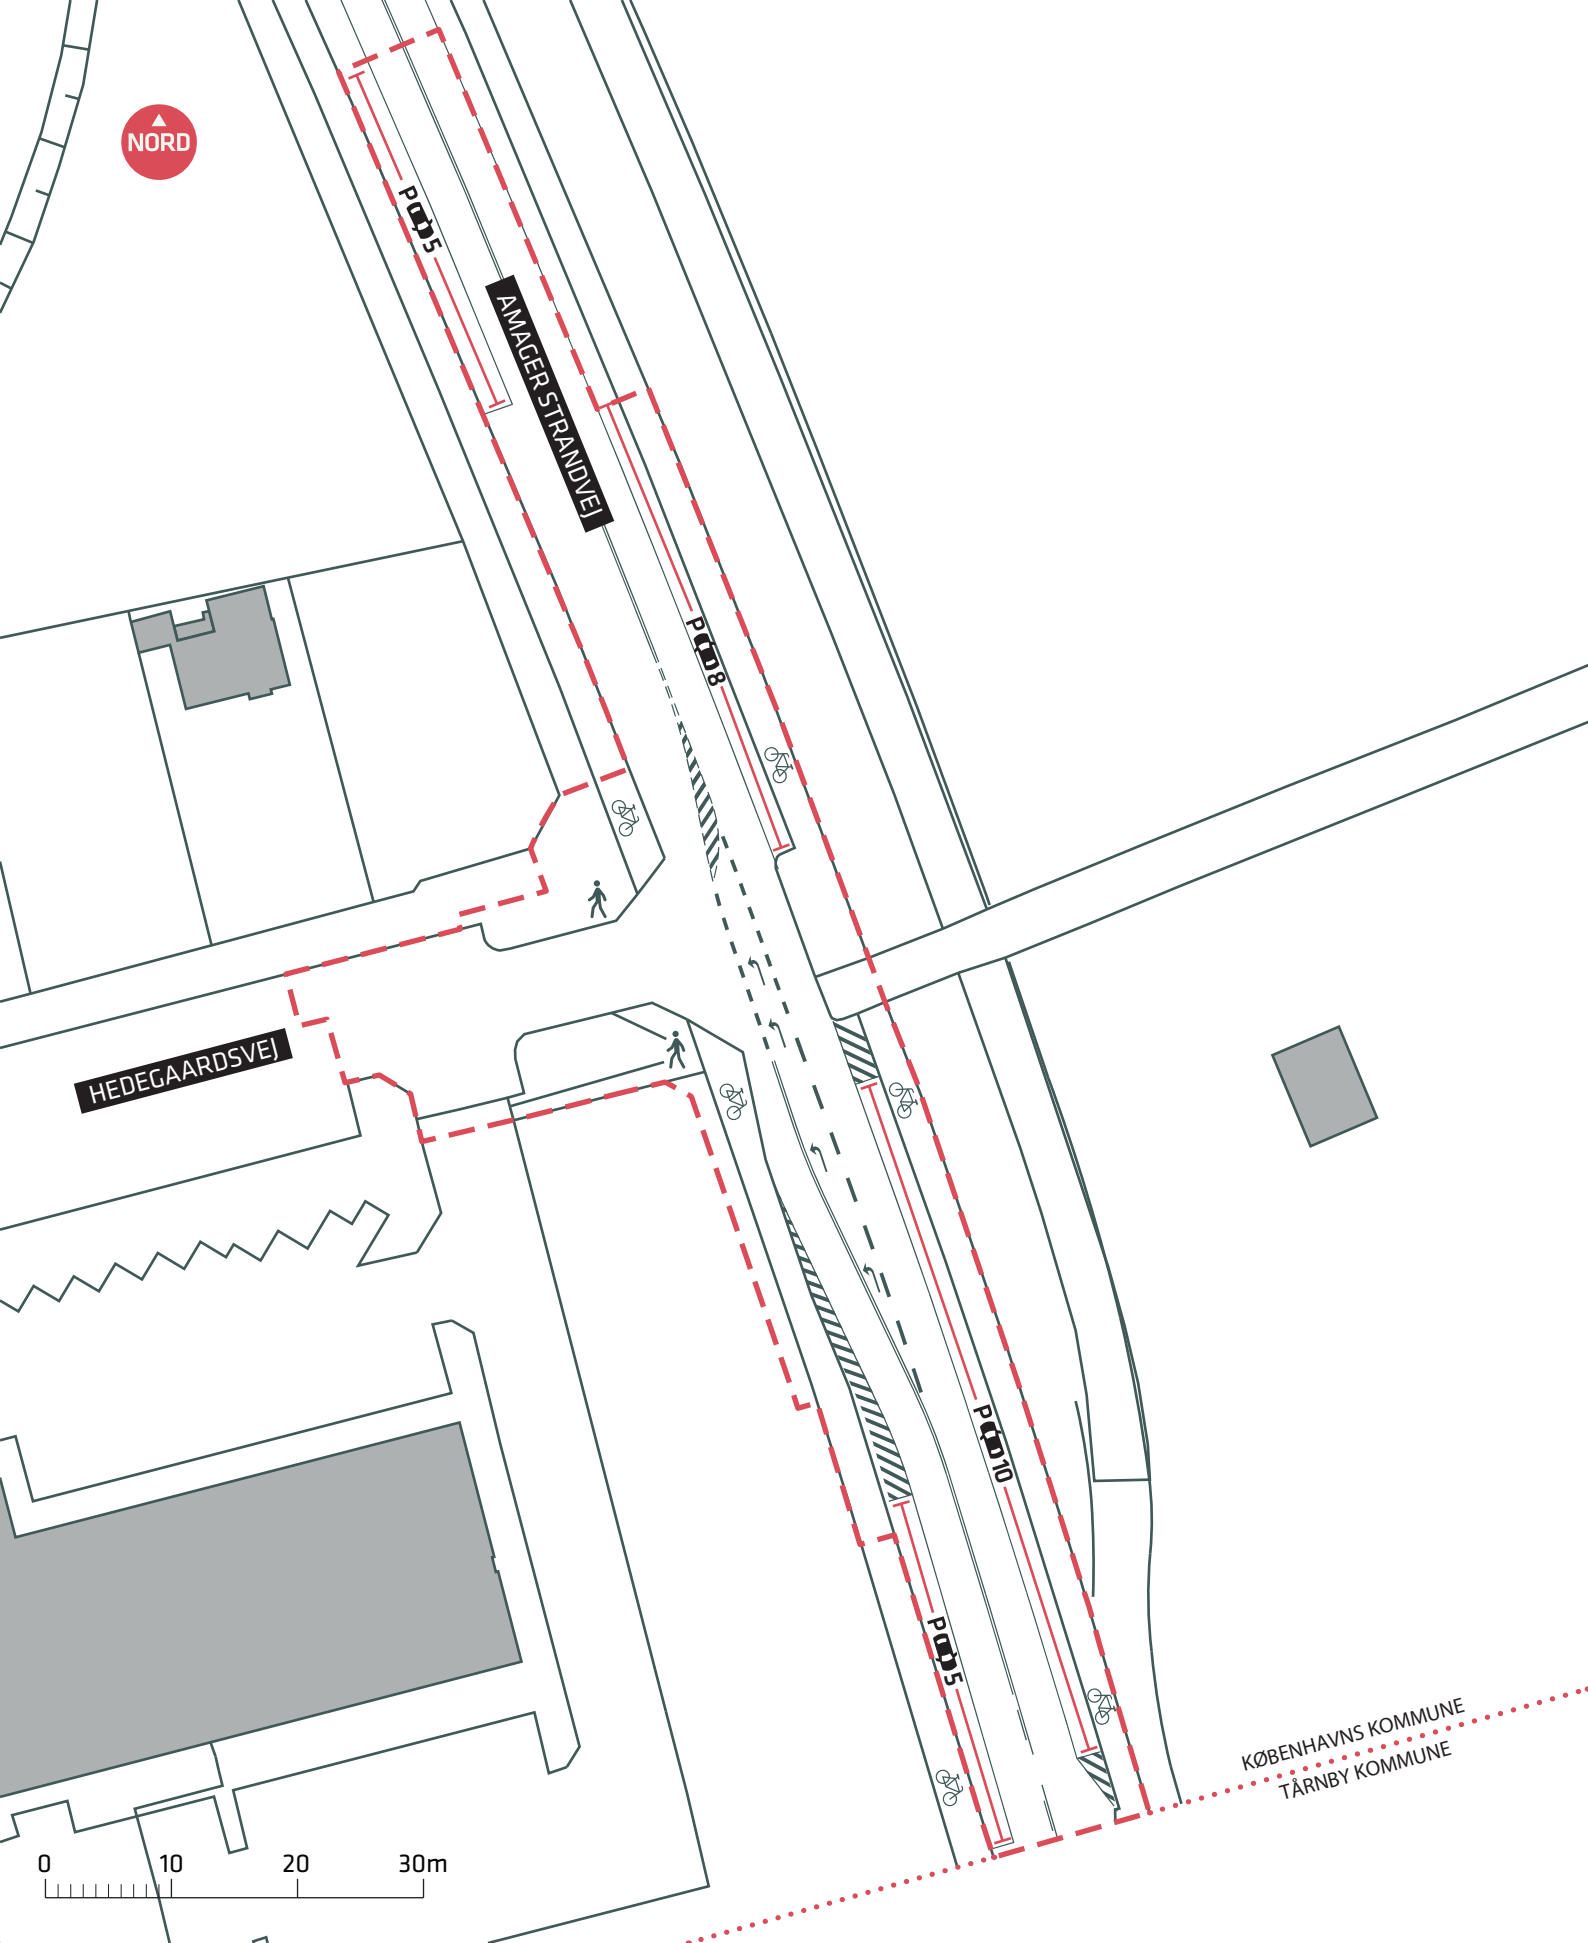 NORD
P 5
AMAGER STRANDVEJ
P 8
HEDEGAARDSVEJ
P 10
P 5
KØBENHAVNS KOMMUNE
TÅRNBY KOMMUNE
0 10 20 30m